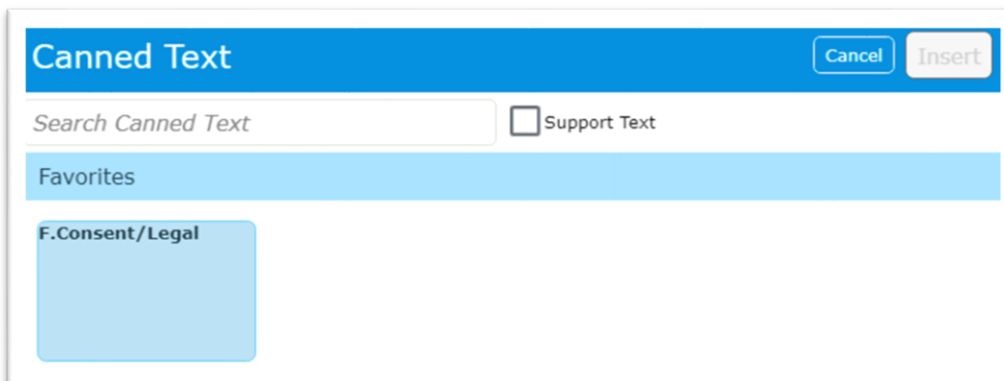 Canned Text
Cancel
Insert
Search Canned Text
Support Text
Favorites
F.Consent/Legal